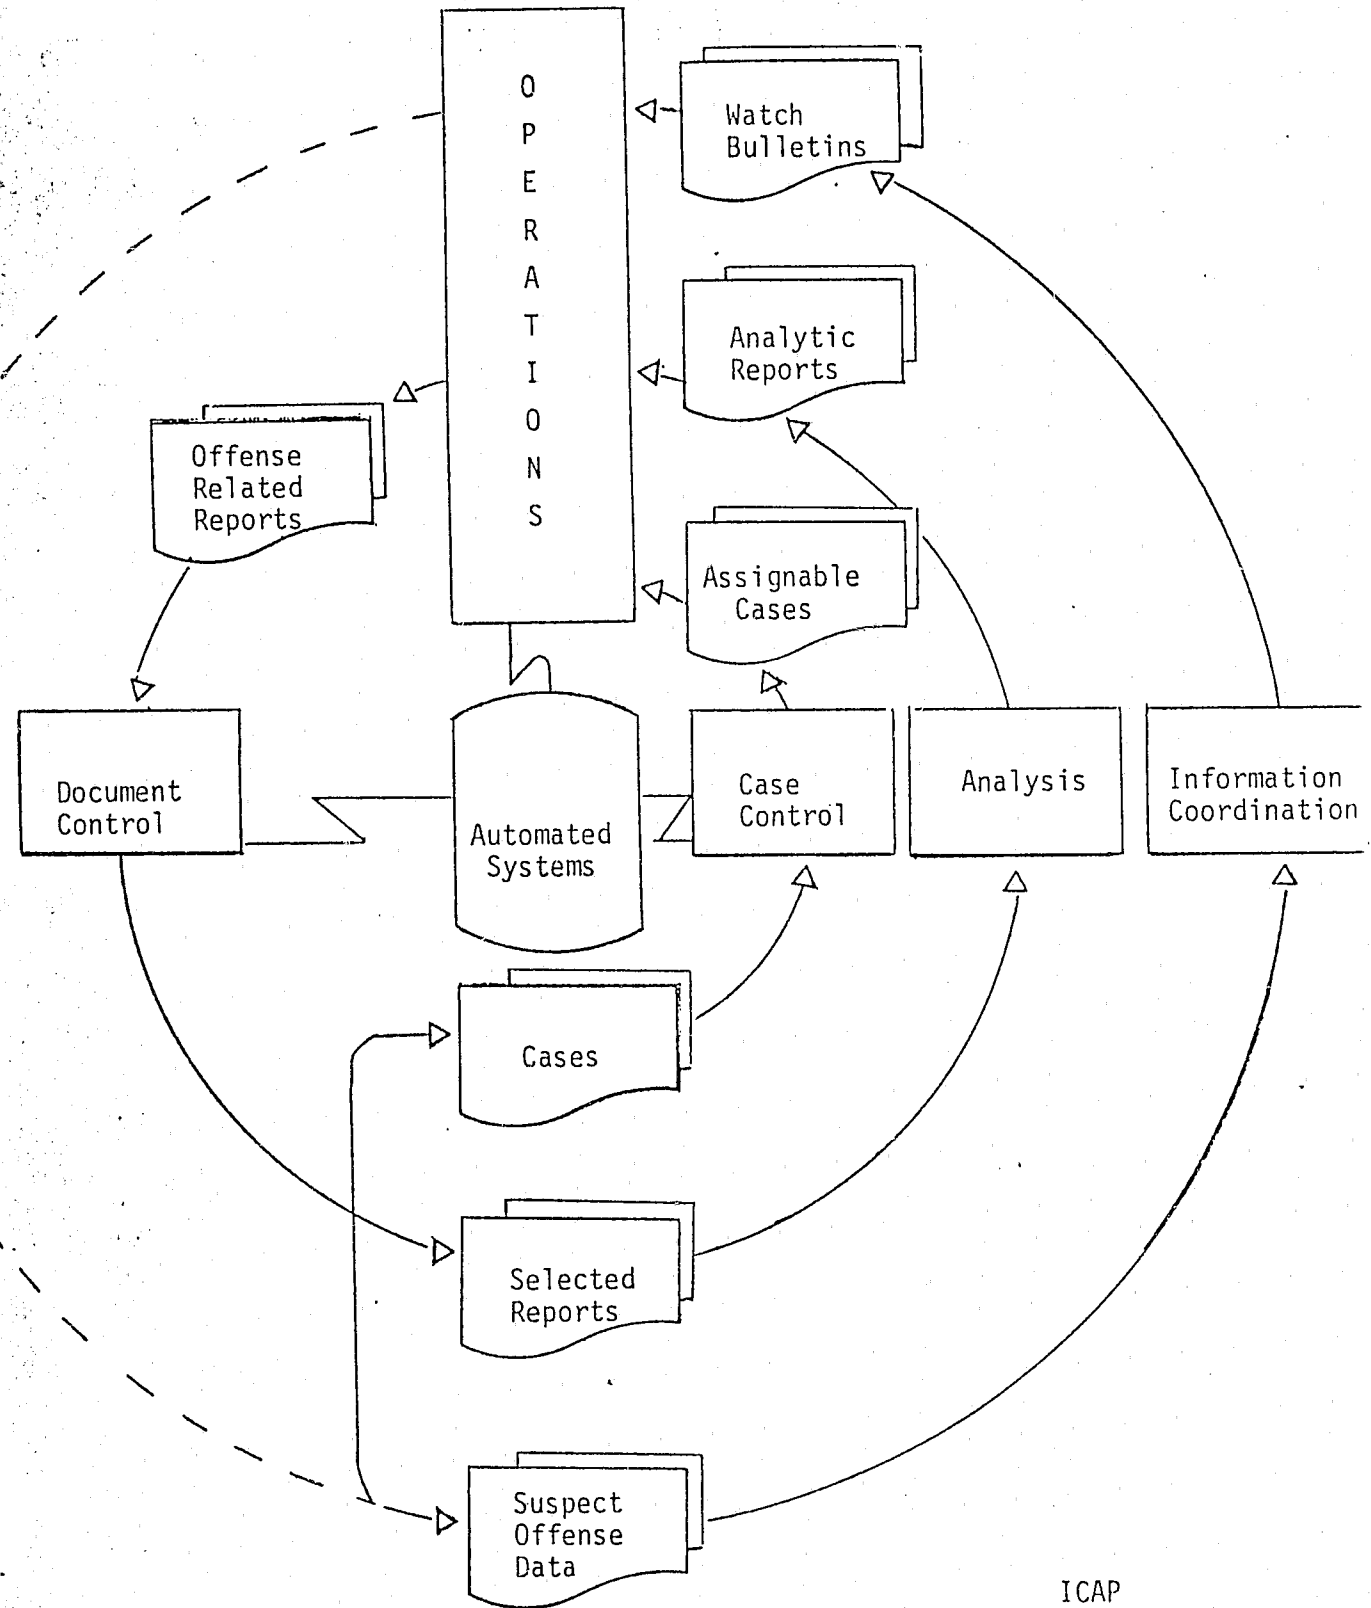 O
P
E
R
A
T
I
O
N
S
Watch
Bulletins
Analytic
Reports
Offense
Related
Reports
Assignable
Cases
Document
Control
Automated
Systems
Case
Control
Analysis
Information
Coordination
Cases
Selected
Reports
Suspect
Offense
Data
ICAP